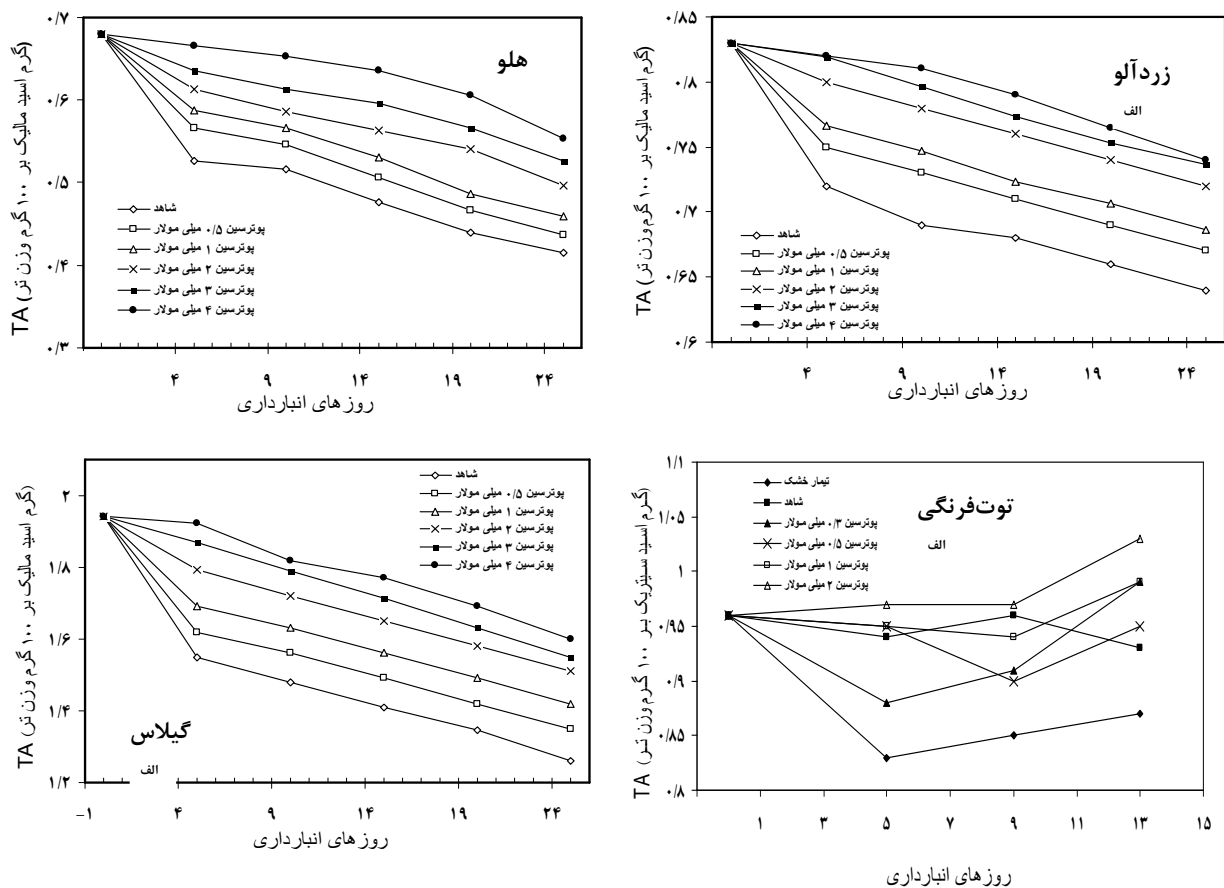 هلو
TA (گرم اسید مالیک بر ۱۰۰ گرم وزن تر)
۰/۷
۰/۶
۰/۵
۰/۴
۰/۳
شاهد
پوترسین ۰/۵ میلی مولار
پوترسین ۱ میلی مولار
پوترسین ۲ میلی مولار
پوترسین ۳ میلی مولار
پوترسین ۴ میلی مولار
۴ ۹ ۱۴ ۱۹ ۲۴
روزهای انبارداری
زردآلو
الف
TA (گرم اسید مالیک بر ۱۰۰ گرم وزن تر)
۰/۸۵
۰/۸
۰/۷۵
۰/۷
۰/۶۵
۰/۶
شاهد
پوترسین ۰/۵ میلی مولار
پوترسین ۱ میلی مولار
پوترسین ۲ میلی مولار
پوترسین ۳ میلی مولار
پوترسین ۴ میلی مولار
۴ ۹ ۱۴ ۱۹ ۲۴
روزهای انبارداری
TA (گرم اسید مالیک بر ۱۰۰ گرم وزن تر)
۲
۱/۸
۱/۶
۱/۴
۱/۲
شاهد
پوترسین ۰/۵ میلی مولار
پوترسین ۱ میلی مولار
پوترسین ۲ میلی مولار
پوترسین ۳ میلی مولار
پوترسین ۴ میلی مولار
گیلاس
الف
−۱ ۴ ۹ ۱۴ ۱۹ ۲۴
روزهای انبارداری
TA (گرم اسید سیتریک بر ۱۰۰ گرم وزن تر)
۱/۱
۱/۰۵
۱
۰/۹۵
۰/۹
۰/۸۵
۰/۸
تیمار خشک
شاهد
پوترسین ۰/۳ میلی مولار
پوترسین ۰/۵ میلی مولار
پوترسین ۱ میلی مولار
پوترسین ۲ میلی مولار
توت‌فرنگی
الف
۱ ۳ ۵ ۷ ۹ ۱۱ ۱۳ ۱۵
روزهای انبارداری